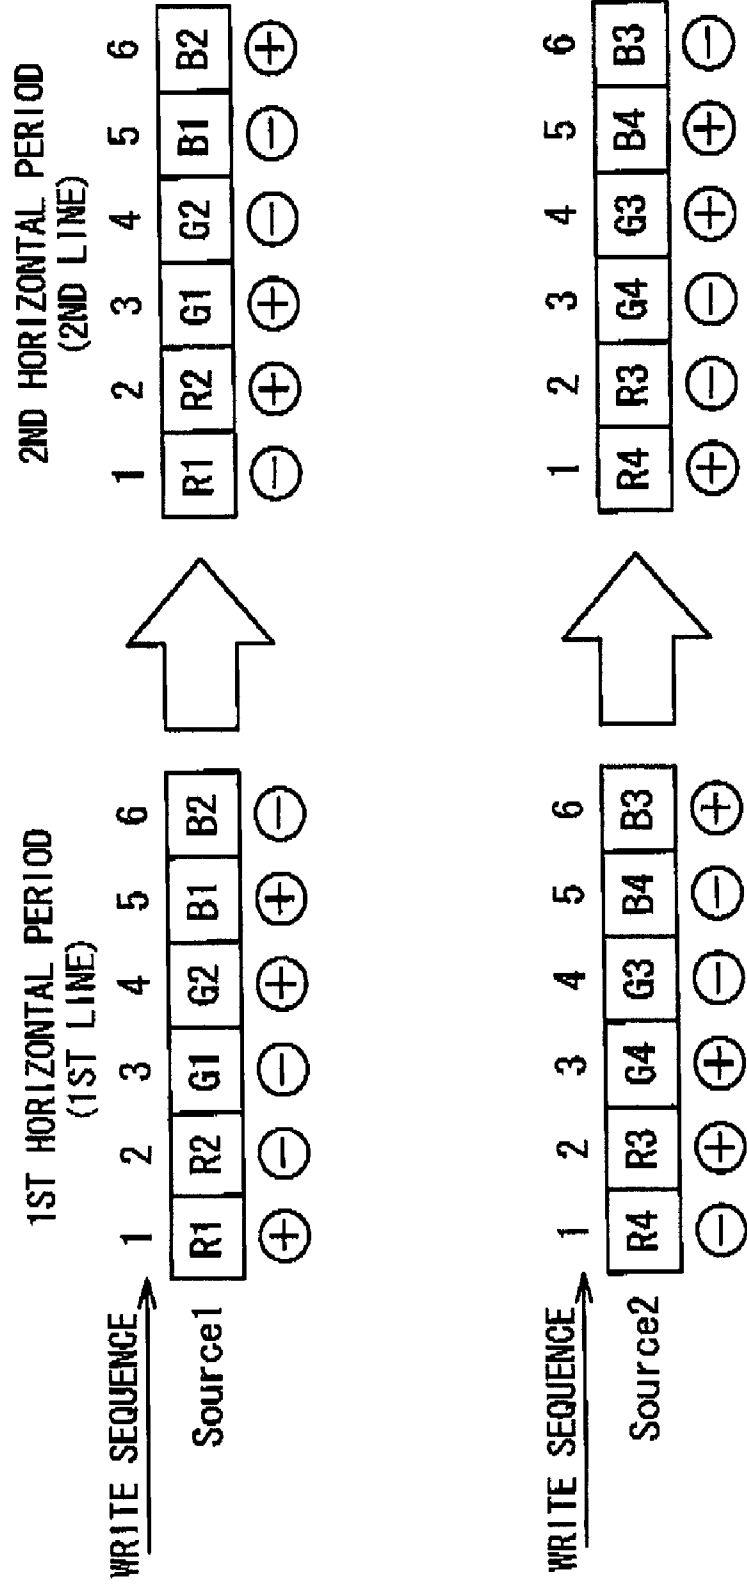 1ST HORIZONTAL PERIOD
(1ST LINE)
2ND HORIZONTAL PERIOD
(2ND LINE)
WRITE SEQUENCE
1 2 3 4 5 6
1 2 3 4 5 6
Source1
R1 R2 G1 G2 B1 B2
R1 R2 G1 G2 B1 B2
+ − − + + −
− + + − − +
WRITE SEQUENCE
1 2 3 4 5 6
1 2 3 4 5 6
Source2
R4 R3 G4 G3 B4 B3
R4 R3 G4 G3 B4 B3
− + + − − +
+ − − + + −